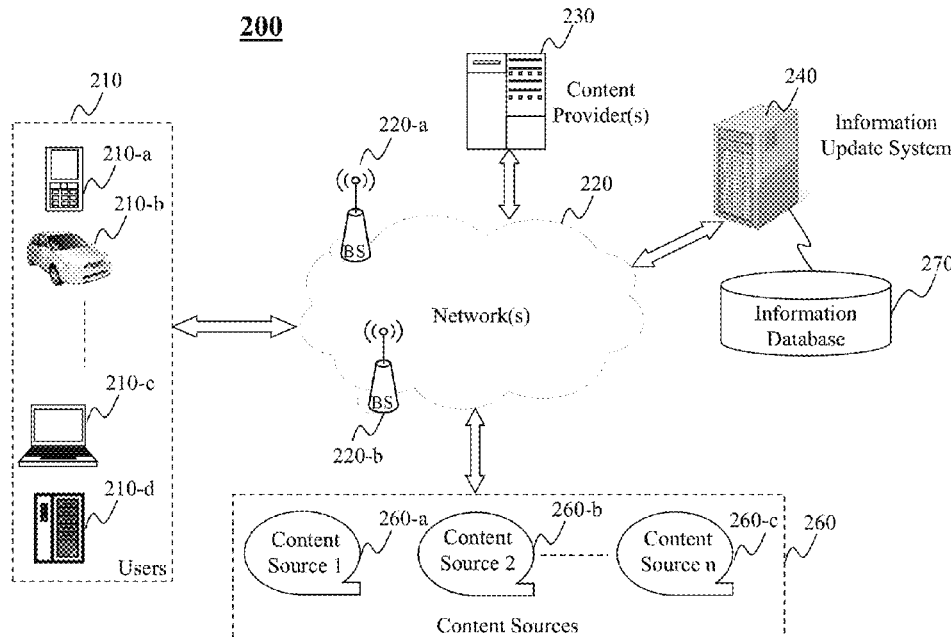 200
230
Content
Provider(s)
240
Information
Update System
210
210-a
210-b
220-a
BS
220
Network(s)
270
Information
Database
BS
220-b
210-c
210-d
Users
260-a
Content
Source 1
260-b
Content
Source 2
260-c
Content
Source n
260
Content Sources